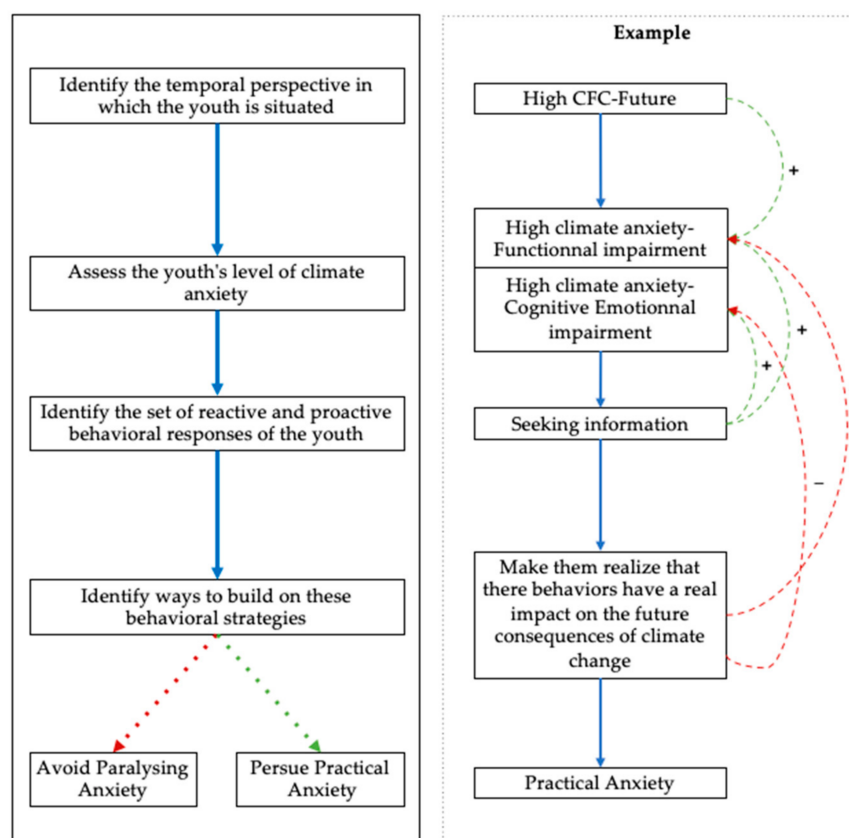 Identify the temporal perspective in
which the youth is situated
Assess the youth's level of climate
anxiety
Identify the set of reactive and proactive
behavioral responses of the youth
Identify ways to build on these
behavioral strategies
Avoid Paralysing
Anxiety
Persue Practical
Anxiety
Example
High CFC-Future
+
High climate anxiety-
Functionnal impairment
High climate anxiety-
Cognitive Emotionnal
impairment
+
+
Seeking information
–
Make them realize that
there behaviors have a real
impact on the future
consequences of climate
change
Practical Anxiety